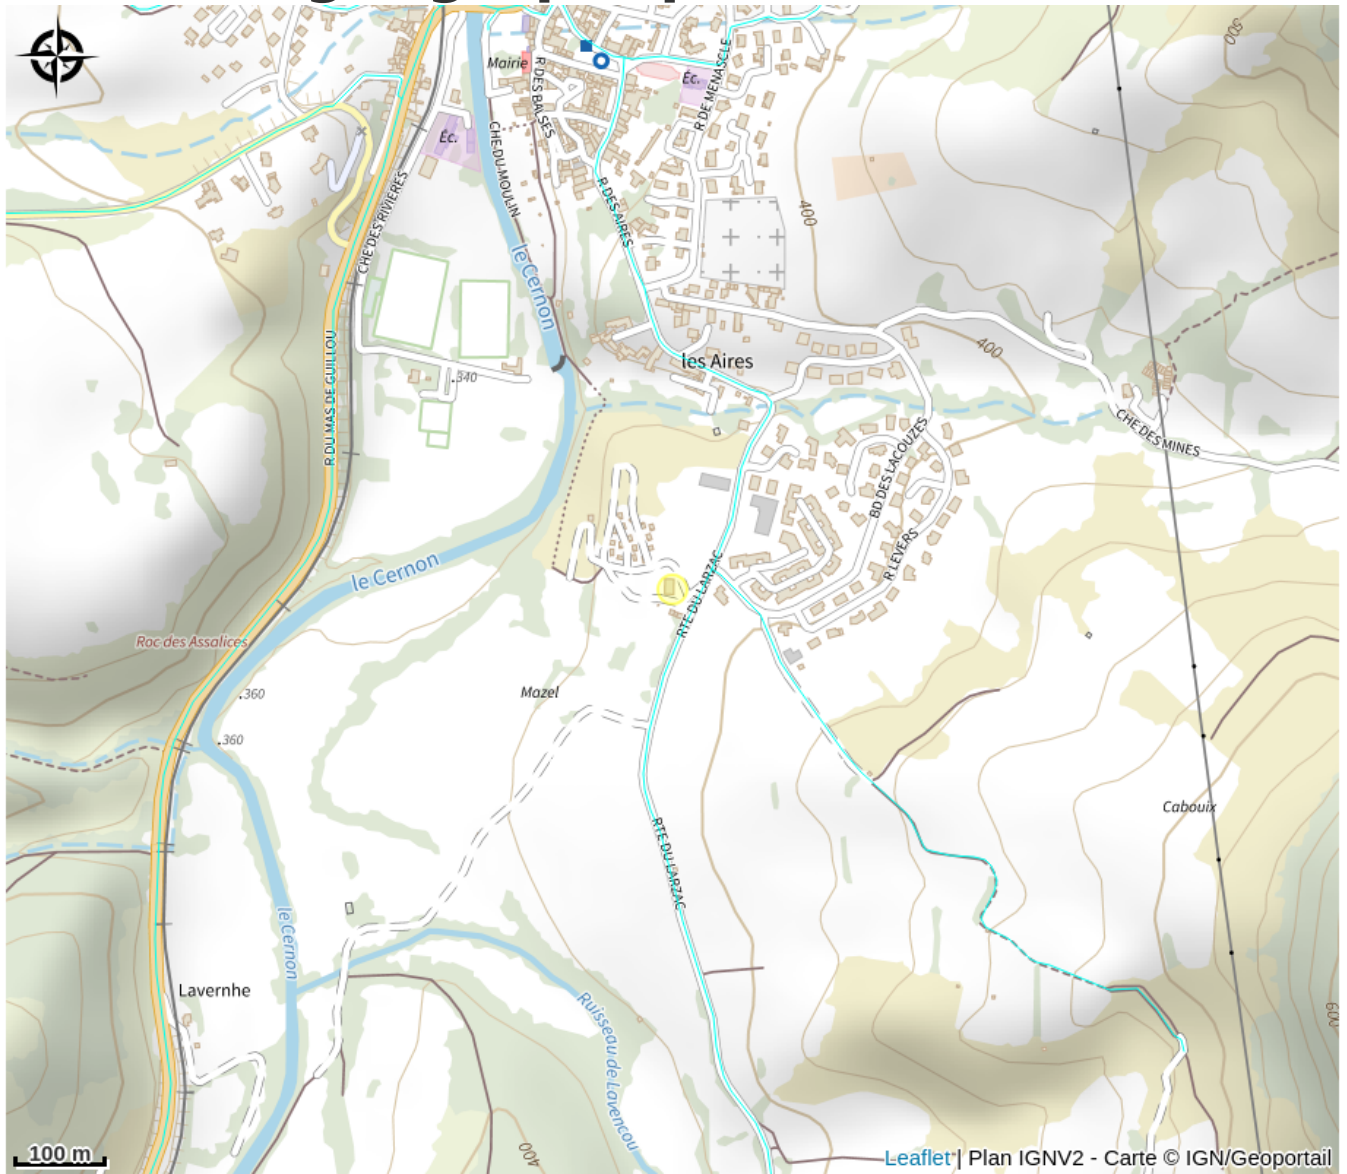 500
Mairie
R DES BALSES
Éc.
R DE MENASCLE
Éc.
CHE DU MOULIN
CHE DES RIVIERES
R DES AIRES
400
le Cernon
R DU MAS DE GUILLOU
les Aires
400
.340
CHE DES MINES
BD DES LACOUZES
R LEVERS
le Cernon
RTE DU LARZAC
Roc des Assalices
.360
Mazel
.360
Cabouix
RTE DU LARZAC
le Cernon
Lavernhe
Ruisseau de Lavencou
600
400
100 m
Leaflet | Plan IGNV2 - Carte © IGN/Geoportail